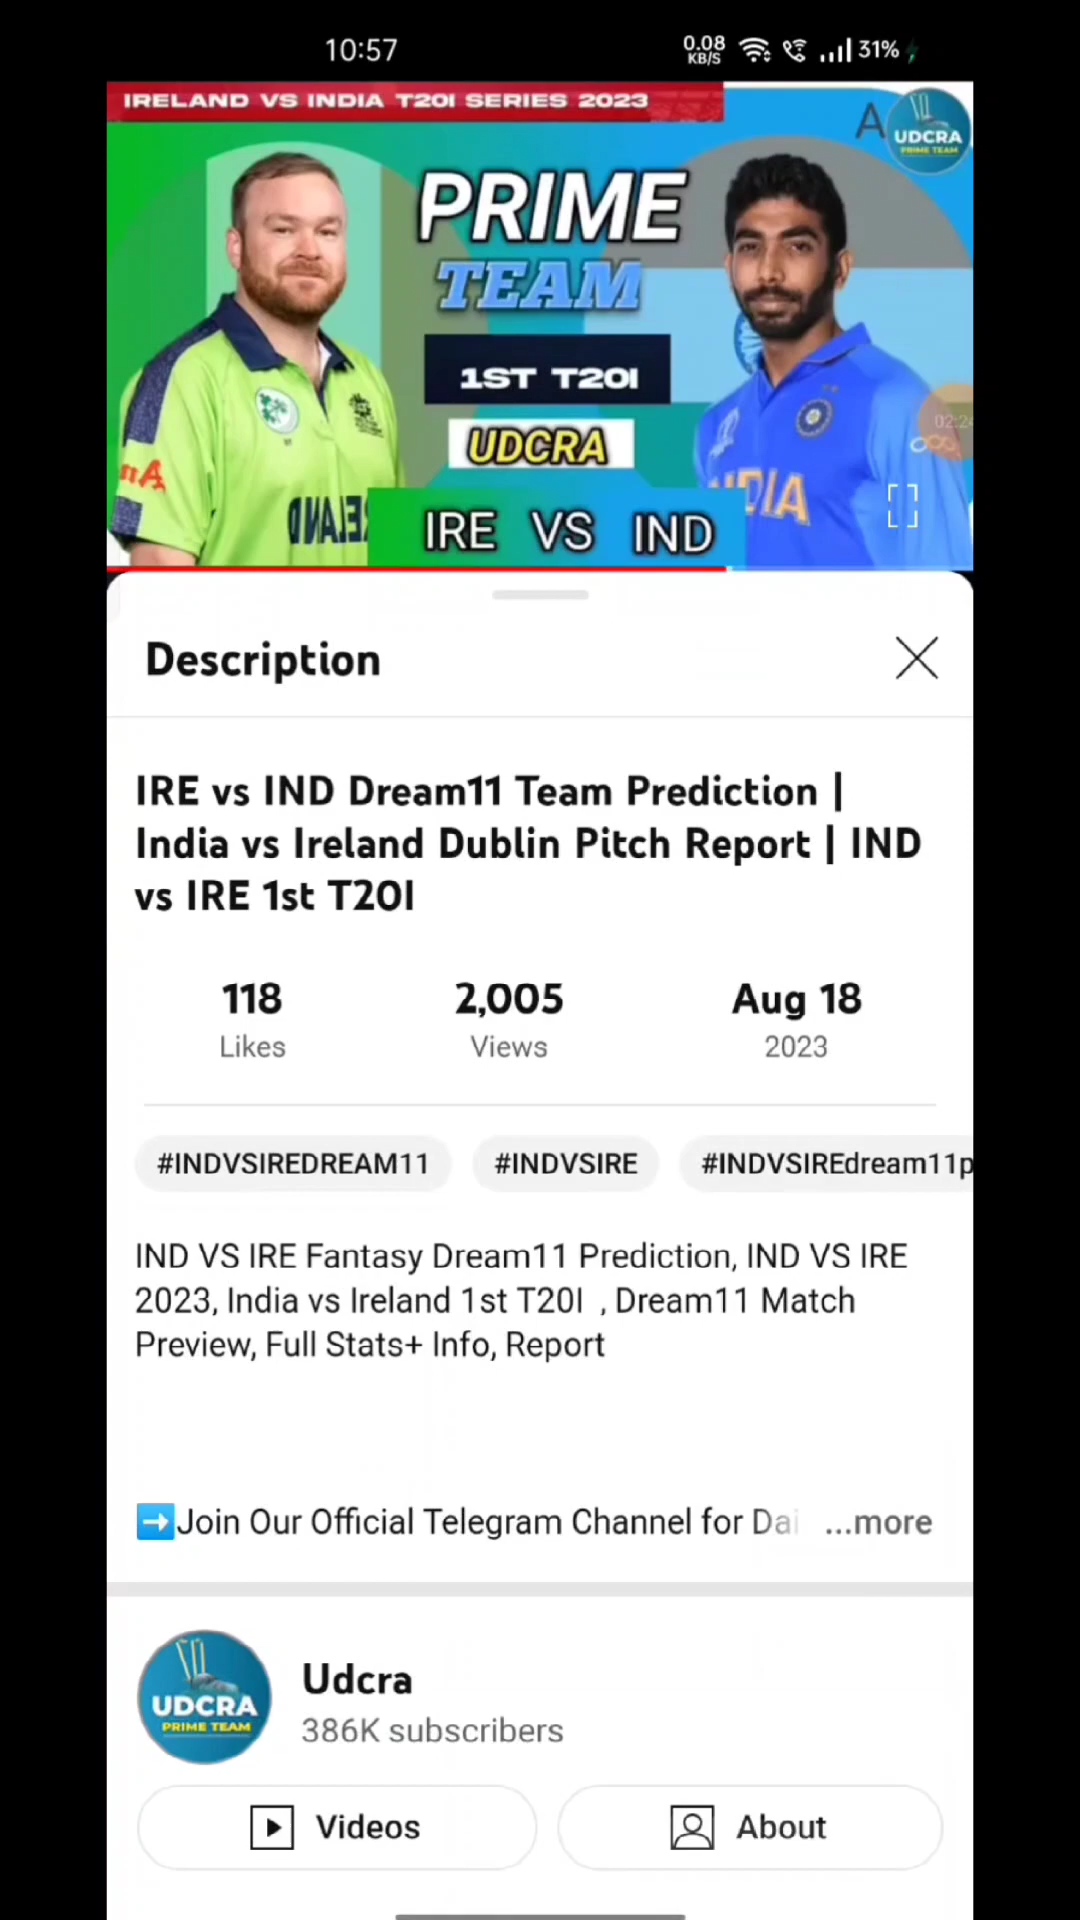 10:57
0.08
KB/S
31%
IRELAND VS INDIA T20I SERIES 2023
A
UDCRA
PRIME TEAM
PRIME
TEAM
1ST T20I
UDCRA
IRE VS IND
INDIA
Description
IRE vs IND Dream11 Team Prediction |
India vs Ireland Dublin Pitch Report | IND
vs IRE 1st T20I
118
Likes
2,005
Views
Aug 18
2023
#INDVSIREDREAM11
#INDVSIRE
#INDVSIREdream11p
IND VS IRE Fantasy Dream11 Prediction, IND VS IRE
2023, India vs Ireland 1st T20I , Dream11 Match
Preview, Full Stats+ Info, Report
➡Join Our Official Telegram Channel for Dai ...more
UDCRA
PRIME TEAM
Udcra
386K subscribers
Videos
About